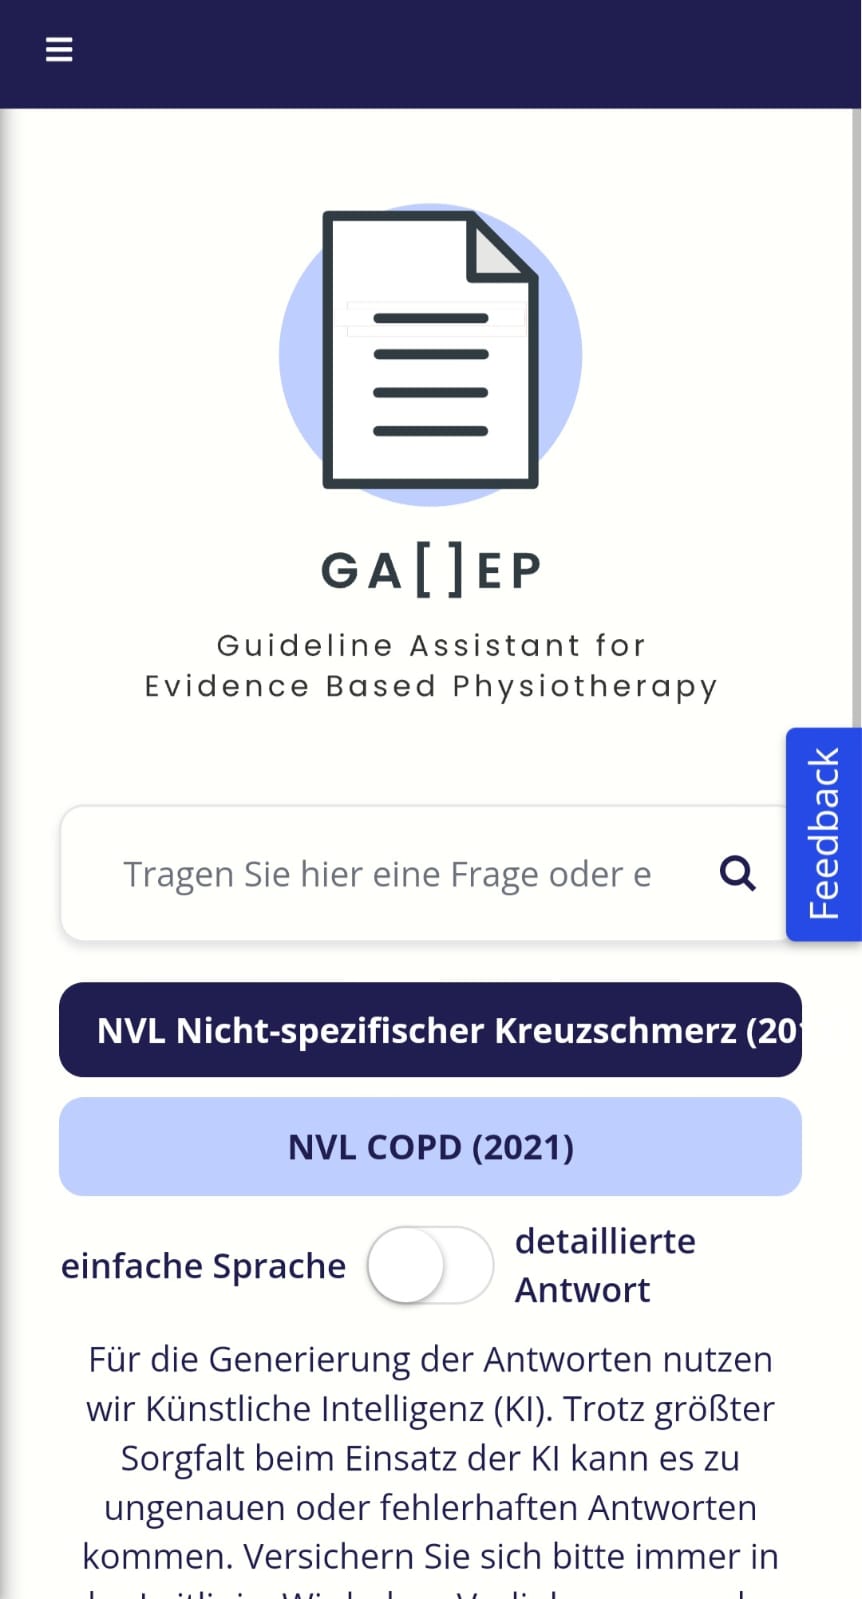 GA[ ]EP
Guideline Assistant for
Evidence Based Physiotherapy
Feedback
Tragen Sie hier eine Frage oder e
NVL Nicht-spezifischer Kreuzschmerz (20
NVL COPD (2021)
einfache Sprache
detaillierte
Antwort
Für die Generierung der Antworten nutzen
wir Künstliche Intelligenz (KI). Trotz größter
Sorgfalt beim Einsatz der KI kann es zu
ungenauen oder fehlerhaften Antworten
kommen. Versichern Sie sich bitte immer in